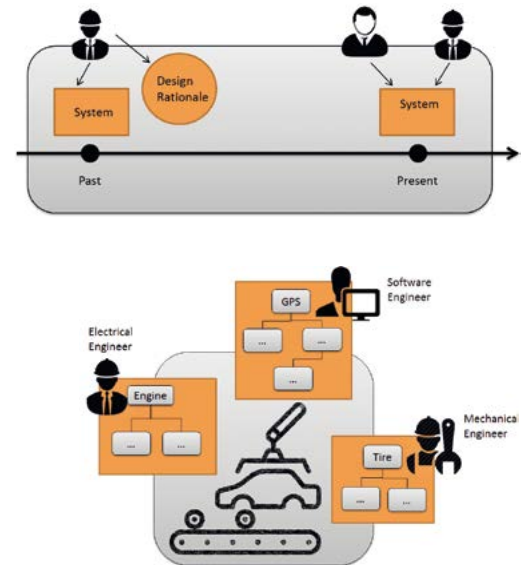 Design
Rationale
System
System
Past
Present
Software
Engineer
GPS
...
...
...
Electrical
Engineer
Engine
...
...
Mechanical
Engineer
Tire
...
...